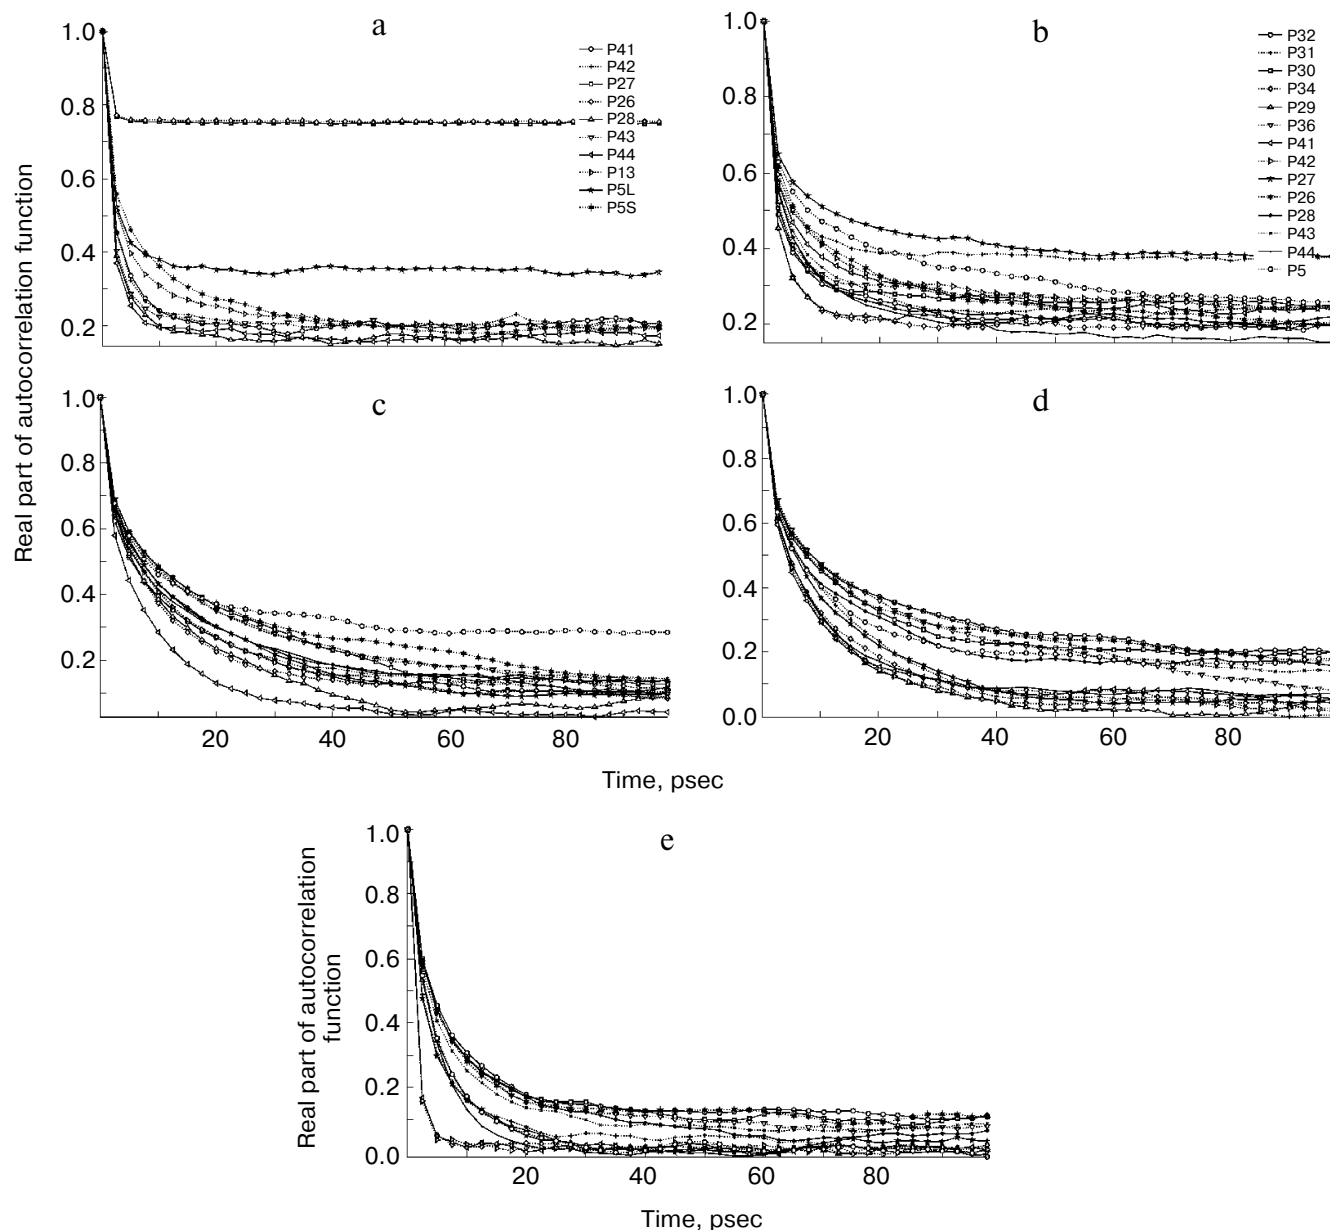 a
1.0
0.8
0.6
0.4
0.2
P41
P42
P27
P26
P28
P43
P44
P13
P5L
P5S
b
1.0
0.8
0.6
0.4
0.2
P32
P31
P30
P34
P29
P36
P41
P42
P27
P26
P28
P43
P44
P5
Real part of autocorrelation function
c
1.0
0.8
0.6
0.4
0.2
20 40 60 80
d
1.0
0.8
0.6
0.4
0.2
0.0
20 40 60 80
Time, psec
e
Real part of autocorrelation
function
1.0
0.8
0.6
0.4
0.2
0.0
20 40 60 80
Time, psec